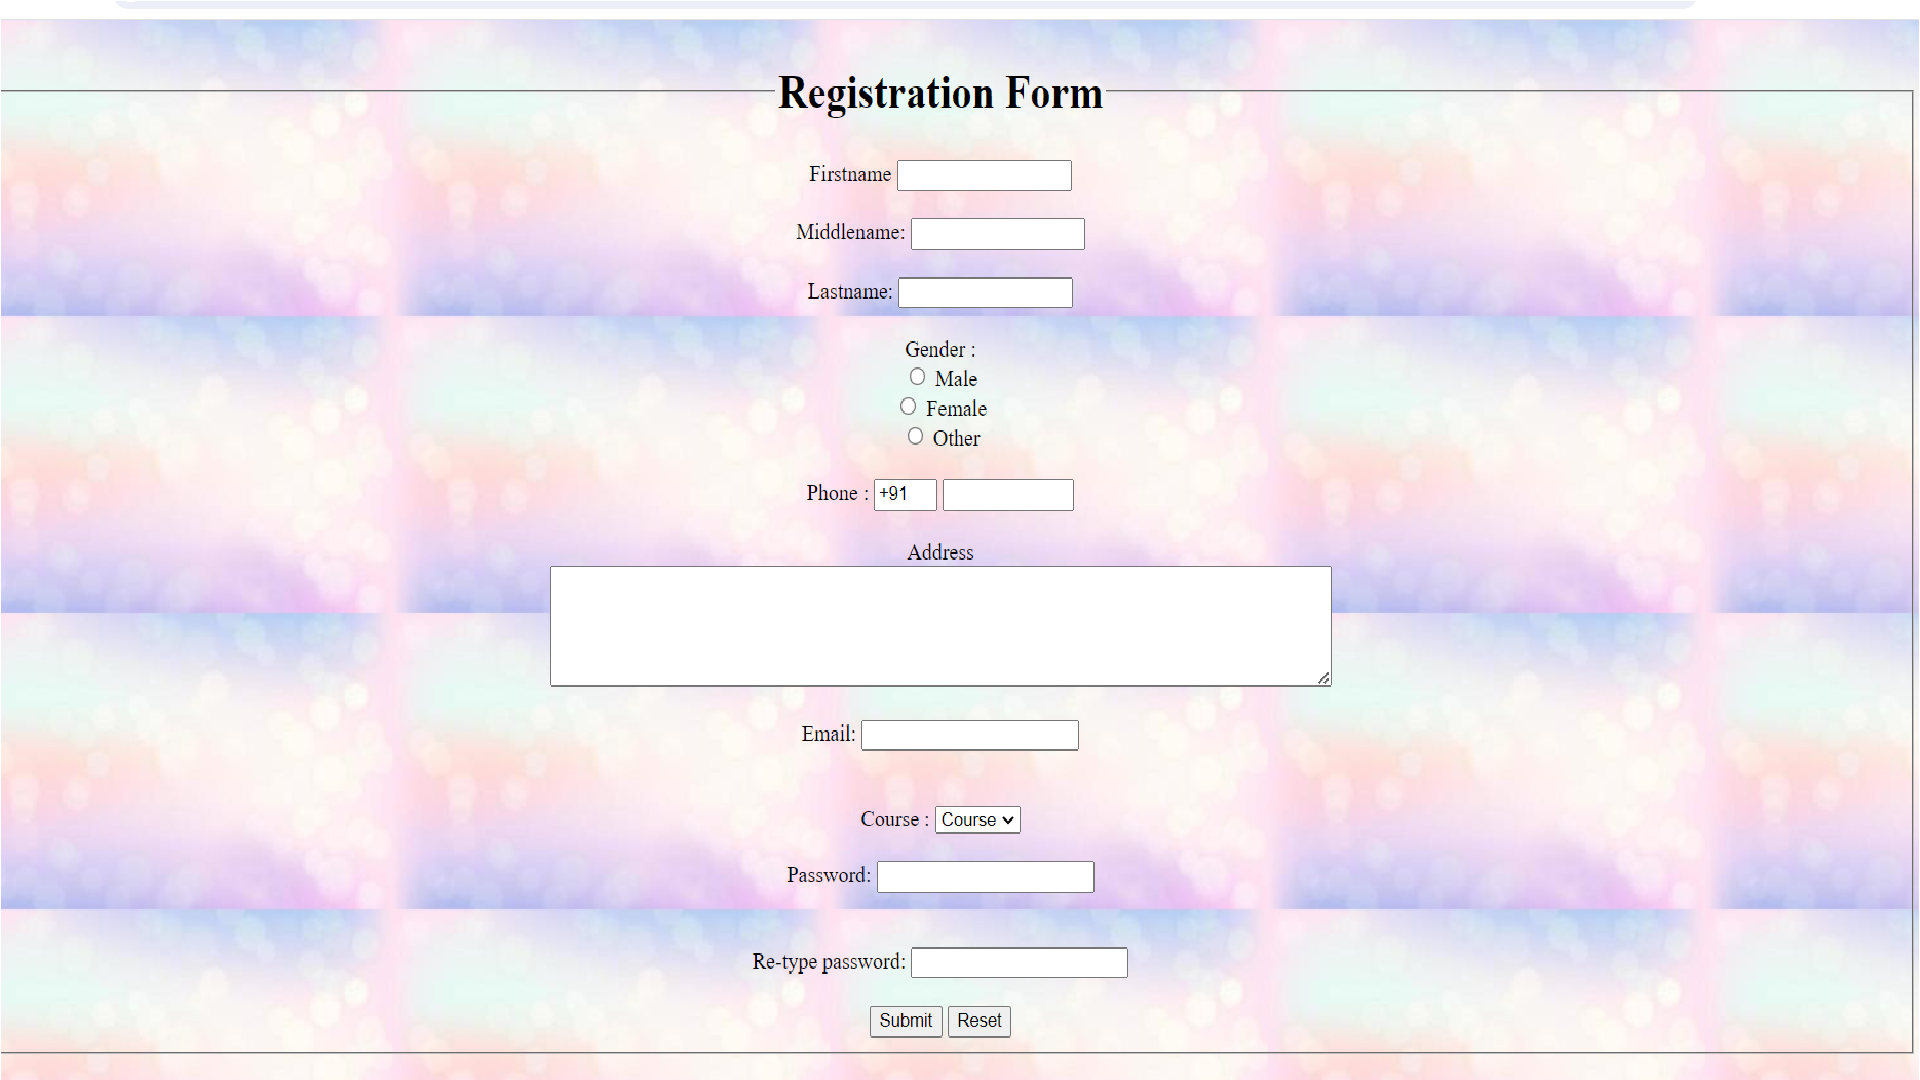 Registration Form
Firstname
Middlename:
Lastname:
Gender :
Male
Female
Other
Phone : +91
Address
Email:
Course : Course
Password:
Re-type password:
Submit Reset